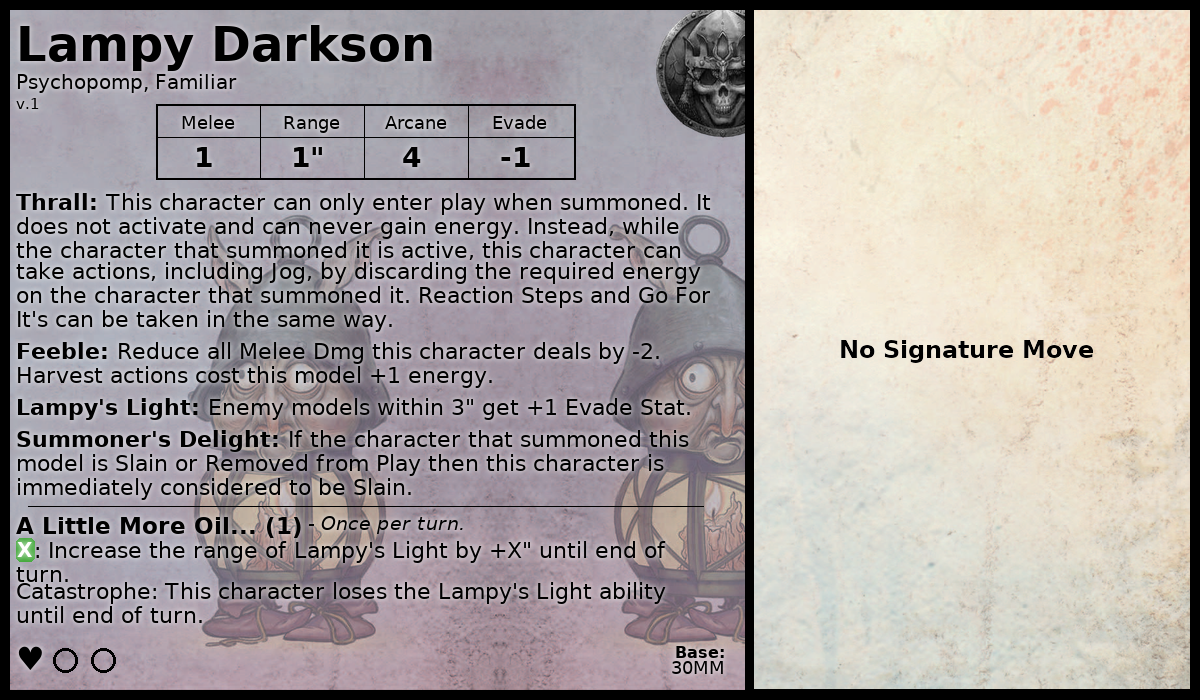 Lampy Darkson
Psychopomp, Familiar
v.1
Melee Range Arcane Evade
1 1" 4 -1
Thrall: This character can only enter play when summoned. It
does not activate and can never gain energy. Instead, while
the character that summoned it is active, this character can
take actions, including Jog, by discarding the required energy
on the character that summoned it. Reaction Steps and Go For
It's can be taken in the same way.
Feeble: Reduce all Melee Dmg this character deals by -2.
Harvest actions cost this model +1 energy.
Lampy's Light: Enemy models within 3" get +1 Evade Stat.
Summoner's Delight: If the character that summoned this
model is Slain or Removed from Play then this character is
immediately considered to be Slain.
A Little More Oil... (1) - Once per turn.
X: Increase the range of Lampy's Light by +X" until end of
turn.
Catastrophe: This character loses the Lampy's Light ability
until end of turn.
Base:
30MM
No Signature Move